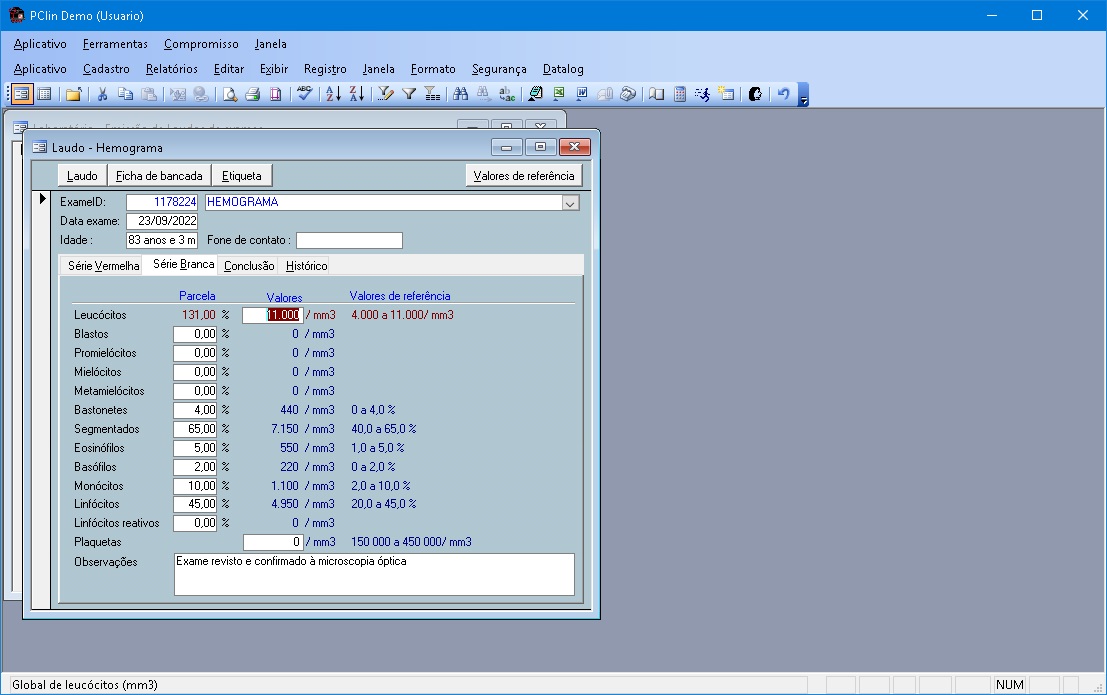 PClin Demo (Usuario)
Aplicativo Ferramentas Compromisso Janela
Aplicativo Cadastro Relatórios Editar Exibir Registro Janela Formato Segurança Datalog
Laudo - Hemograma
Laudo Ficha de bancada Etiqueta Valores de referência
ExameID: 1178224 HEMOGRAMA
Data exame: 23/09/2022
Idade : 83 anos e 3 m Fone de contato :
Série Vermelha Série Branca Conclusão Histórico
Parcela Valores Valores de referência
Leucócitos 131,00 % 11.000 / mm3 4.000 a 11.000/ mm3
Blastos 0,00 % 0 / mm3
Promielócitos 0,00 % 0 / mm3
Mielócitos 0,00 % 0 / mm3
Metamielócitos 0,00 % 0 / mm3
Bastonetes 4,00 % 440 / mm3 0 a 4,0 %
Segmentados 65,00 % 7.150 / mm3 40,0 a 65,0 %
Eosinófilos 5,00 % 550 / mm3 1,0 a 5,0 %
Basófilos 2,00 % 220 / mm3 0 a 2,0 %
Monócitos 10,00 % 1.100 / mm3 2,0 a 10,0 %
Linfócitos 45,00 % 4.950 / mm3 20,0 a 45,0 %
Linfócitos reativos 0,00 % 0 / mm3
Plaquetas 0 / mm3 150 000 a 450 000/ mm3
Observações Exame revisto e confirmado à microscopia óptica
Global de leucócitos (mm3) NUM